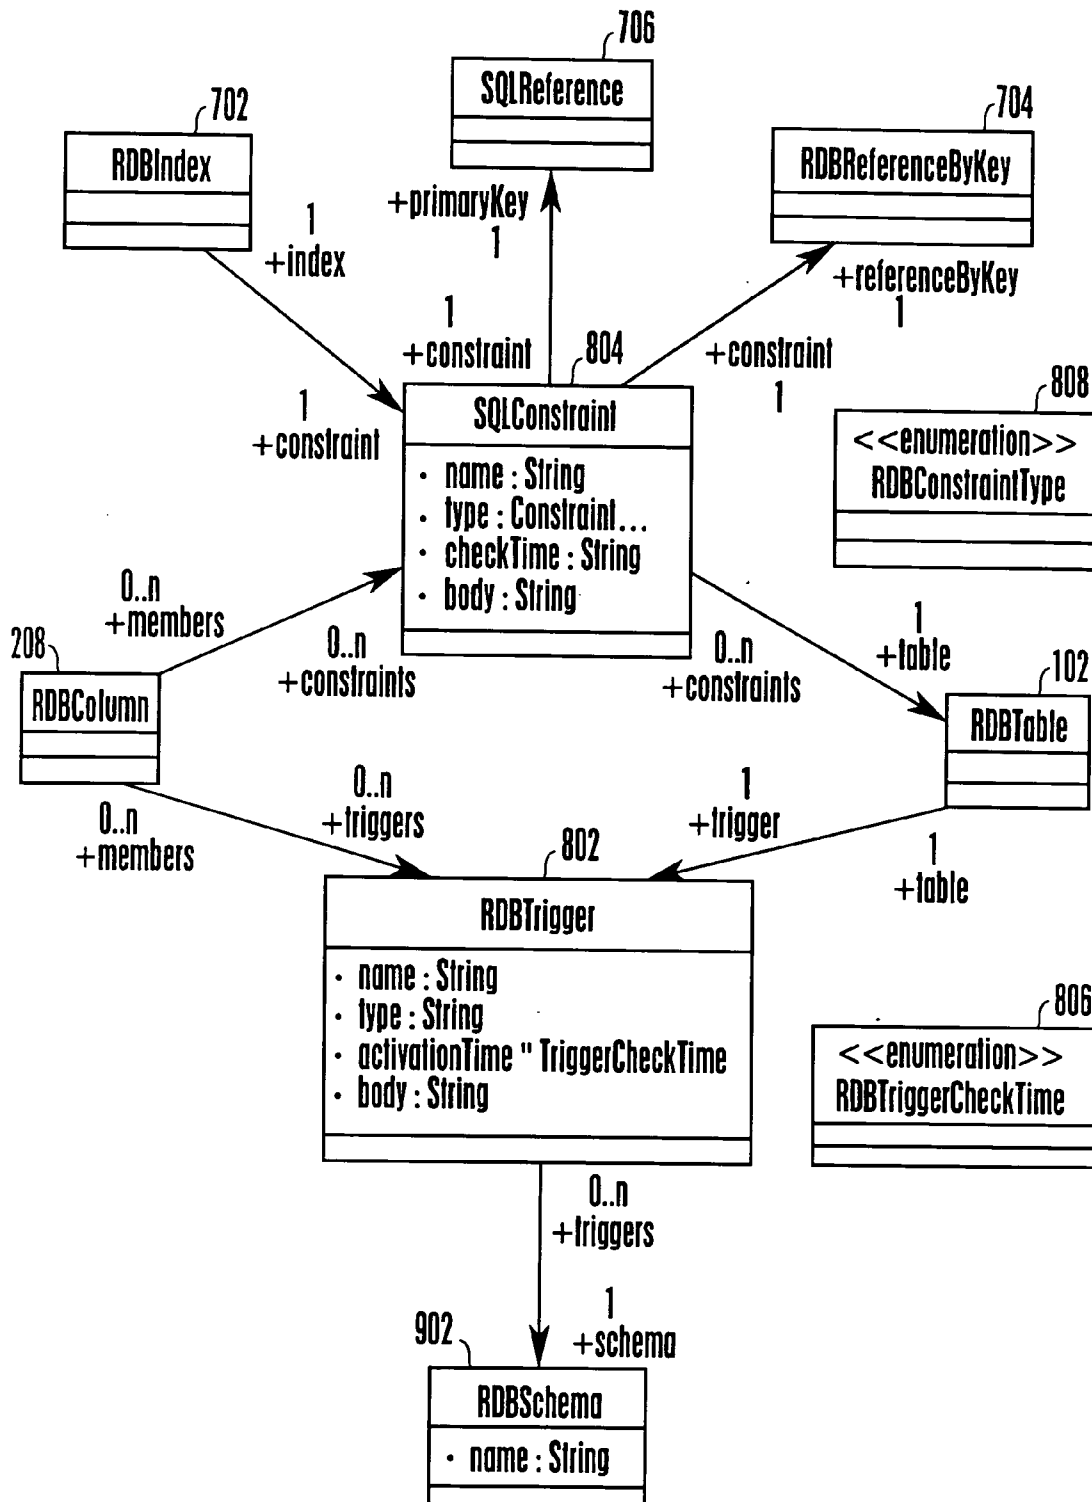 706
SQLReference
702
RDBIndex
704
RDBReferenceByKey
+primaryKey
1
1
+index
+referenceByKey
1
1
+constraint
804
+constraint
1
SQLConstraint
· name : String
· type : Constraint...
· checkTime : String
· body : String
1
+constraint
808
<<enumeration>>
RDBConstraintType
0..n
+members
0..n
+constraints
0..n
+constraints
1
+table
208
RDBColumn
102
RDBTable
0..n
+members
0..n
+triggers
1
+trigger
1
+table
802
RDBTrigger
· name : String
· type : String
· activationTime " TriggerCheckTime
· body : String
806
<<enumeration>>
RDBTriggerCheckTime
0..n
+triggers
1
+schema
902
RDBSchema
· name : String